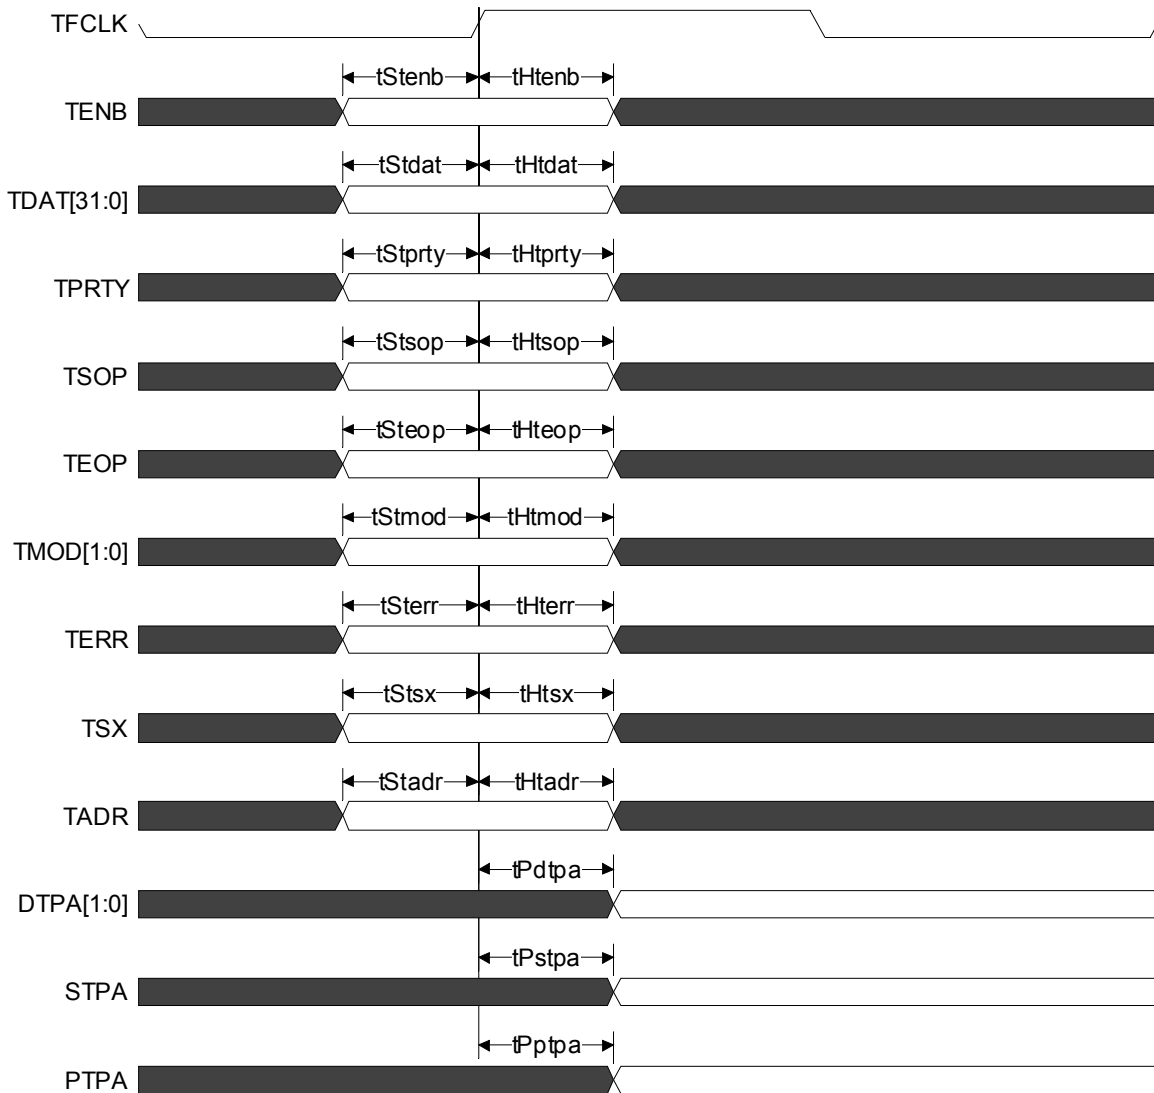 TFCLK
tStenb tHtenb
TENB
tStdat tHtdat
TDAT[31:0]
tStprty tHtprty
TPRTY
tStsop tHtsop
TSOP
tSteop tHteop
TEOP
tStmod tHtmod
TMOD[1:0]
tSterr tHterr
TERR
tStsx tHtsx
TSX
tStadr tHtadr
TADR
tPdtpa
DTPA[1:0]
tPstpa
STPA
tPptpa
PTPA